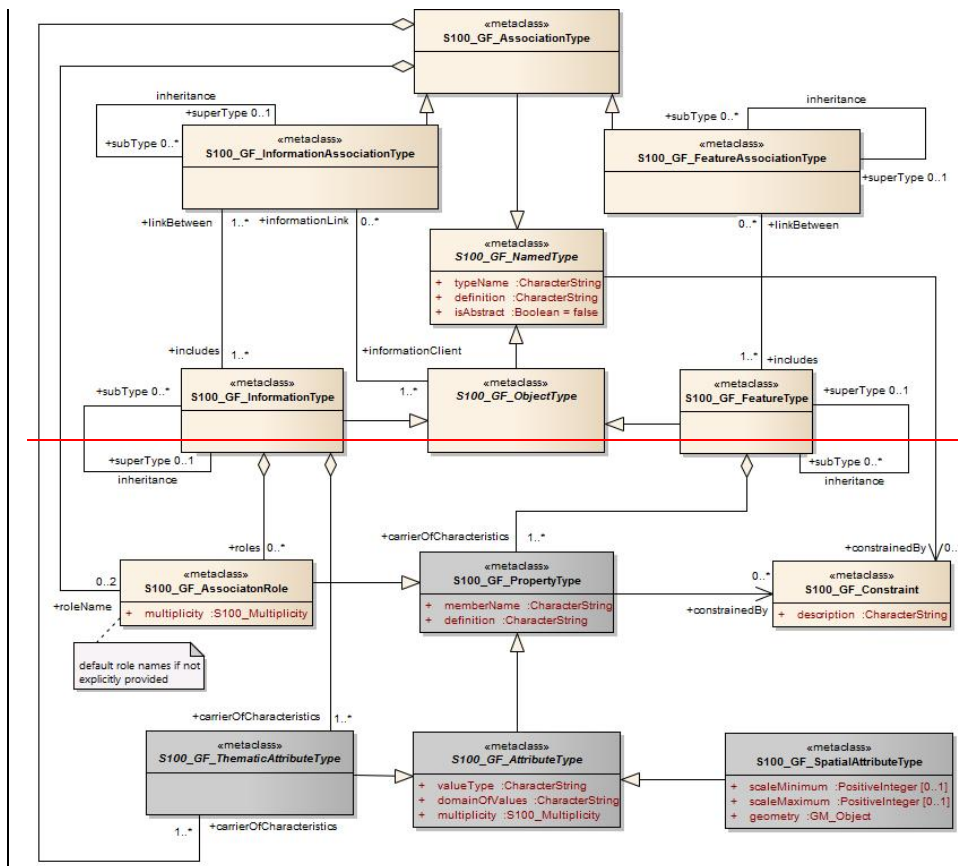 «metaclass»
S100_GF_AssociationType
inheritance
+superType 0..1
+subType 0..*
«metaclass»
S100_GF_InformationAssociationType
inheritance
+subType 0..*
«metaclass»
S100_GF_FeatureAssociationType
+superType 0..1
+linkBetween
1..*
+informationLink
0..*
0..*
+linkBetween
«metaclass»
S100_GF_NamedType
+ typeName :CharacterString
+ definition :CharacterString
+ isAbstract :Boolean = false
+includes
1..*
+informationClient
1..*
1..*
+includes
+subType 0..*
«metaclass»
S100_GF_InformationType
«metaclass»
S100_GF_ObjectType
«metaclass»
S100_GF_FeatureType
+superType 0..1
+superType 0..1
inheritance
+subType 0..*
inheritance
+roles
0..*
+carrierOfCharacteristics
1..*
+constrainedBy
0..
0..2
+roleName
«metaclass»
S100_GF_AssociatonRole
+ multiplicity :S100_Multiplicity
«metaclass»
S100_GF_PropertyType
+ memberName :CharacterString
+ definition :CharacterString
0..*
+constrainedBy
«metaclass»
S100_GF_Constraint
+ description :CharacterString
default role names if not
explicitly provided
+carrierOfCharacteristics
1..*
«metaclass»
S100_GF_ThematicAttributeType
«metaclass»
S100_GF_AttributeType
+ valueType :CharacterString
+ domainOfValues :CharacterString
+ multiplicity :S100_Multiplicity
«metaclass»
S100_GF_SpatialAttributeType
+ scaleMinimum :PositiveInteger [0..1]
+ scaleMaximum :PositiveInteger [0..1]
+ geometry :GM_Object
1..*
+carrierOfCharacteristics